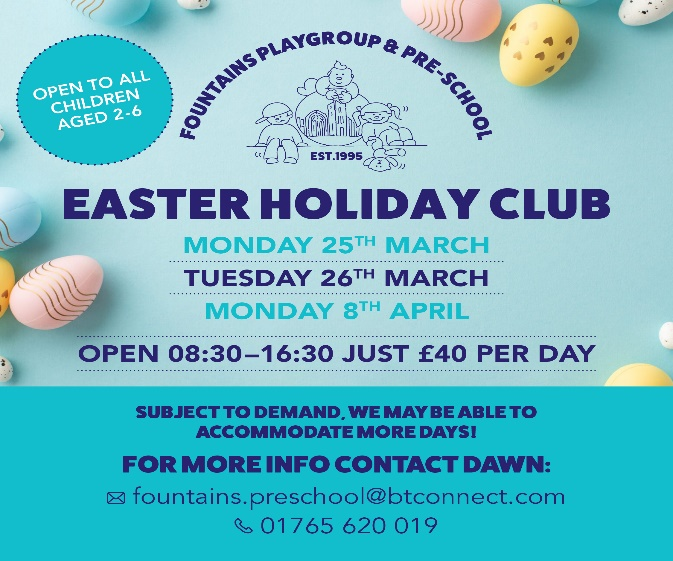 OPEN TO ALL
CHILDREN
AGED 2-6
FOUNTAINS PLAYGROUP & PRE-SCHOOL
EST.1995
EASTER HOLIDAY CLUB
MONDAY 25TH MARCH
TUESDAY 26TH MARCH
MONDAY 8TH APRIL
OPEN 08:30–16:30 JUST £40 PER DAY
SUBJECT TO DEMAND, WE MAY BE ABLE TO
ACCOMMODATE MORE DAYS!
FOR MORE INFO CONTACT DAWN:
fountains.preschool@btconnect.com
01765 620 019